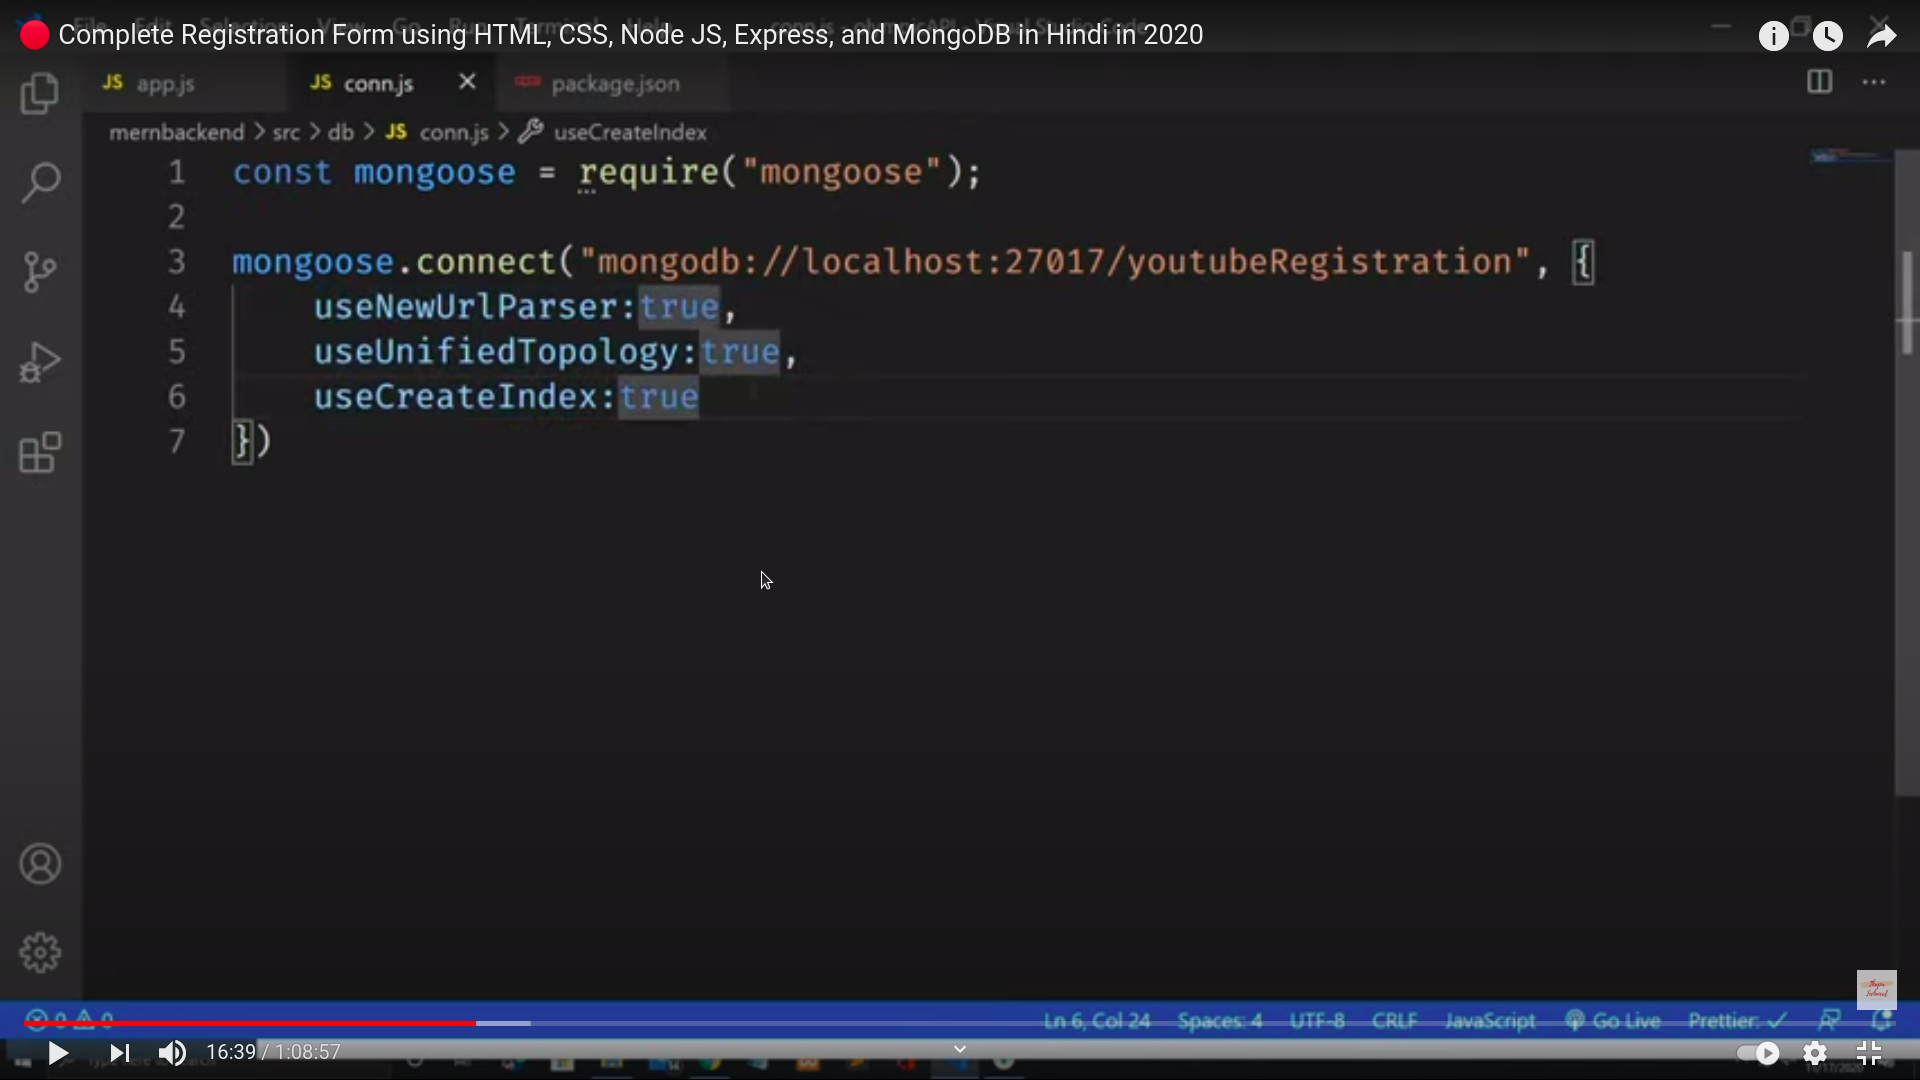 Complete Registration Form using HTML, CSS, Node JS, Express, and MongoDB in Hindi in 2020
JS app.js
JS conn.js
package.json
mernbackend > src > db > JS conn.js > useCreateIndex
1 const mongoose = require("mongoose");
2
3 mongoose.connect("mongodb://localhost:27017/youtubeRegistration", {
4 useNewUrlParser:true,
5 useUnifiedTopology:true,
6 useCreateIndex:true
7 })
0 0 Ln 6, Col 24 Spaces: 4 UTF-8 CRLF JavaScript Go Live Prettier: ✓
16:39 / 1:08:57